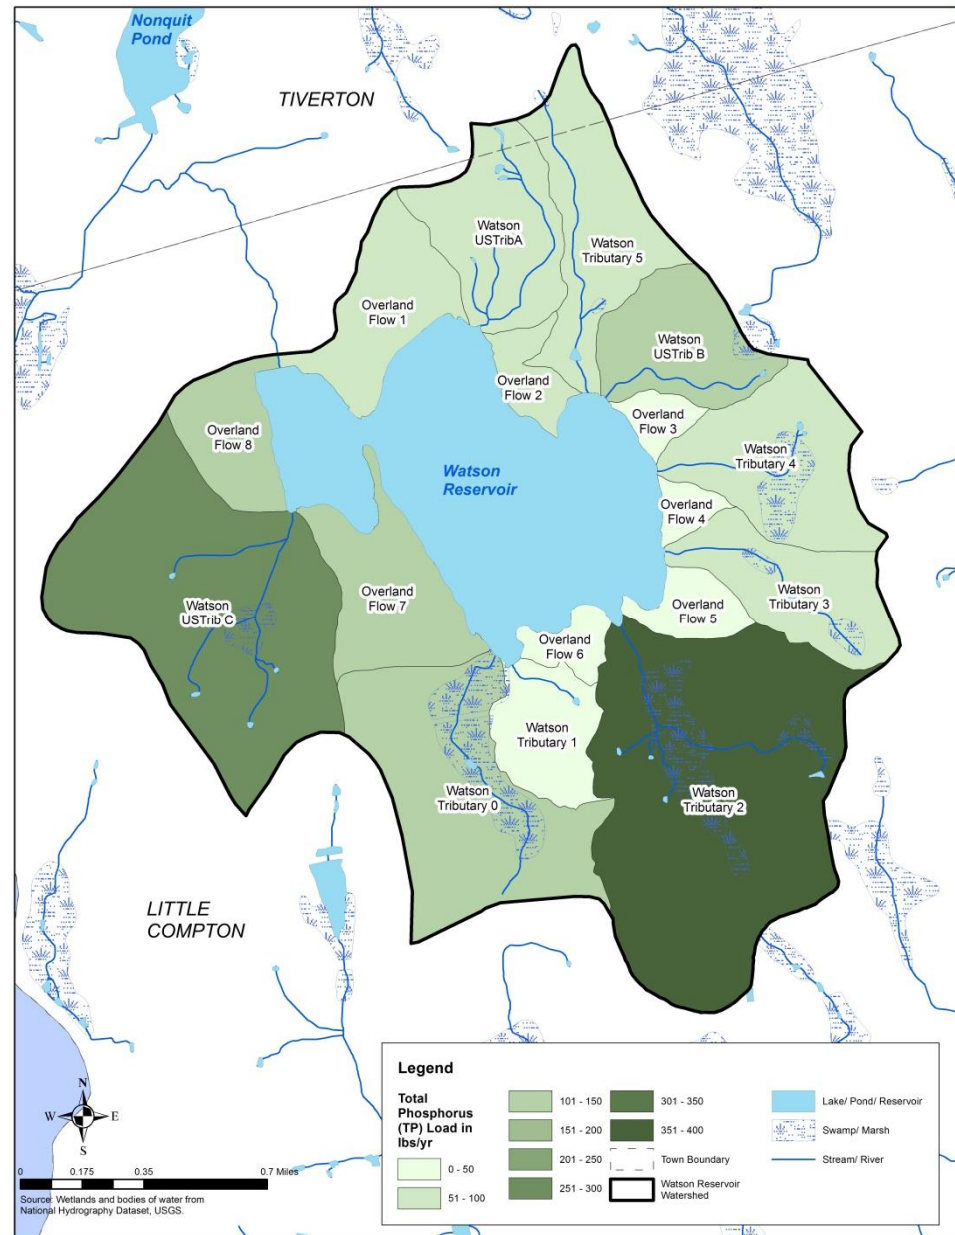 Nonquit
Pond
TIVERTON
Watson
USTribA
Watson
Tributary 5
Overland
Flow 1
Watson
USTrib B
Overland
Flow 2
Overland
Flow 3
Overland
Flow 8
Watson
Reservoir
Watson
Tributary 4
Overland
Flow 4
Overland
Flow 7
Watson
USTrib C
Watson
Tributary 3
Overland
Flow 5
Overland
Flow 6
Watson
Tributary 1
Watson
Tributary 0
Watson
Tributary 2
LITTLE
COMPTON
N
W E
S
0 0.175 0.35 0.7 Miles
Source: Wetlands and bodies of water from
National Hydrography Dataset, USGS.
Legend
Total
Phosphorus
(TP) Load in
lbs/yr
0 - 50
51 - 100
101 - 150
151 - 200
201 - 250
251 - 300
301 - 350
351 - 400
Town Boundary
Watson Reservoir
Watershed
Lake/ Pond/ Reservoir
Swamp/ Marsh
Stream/ River